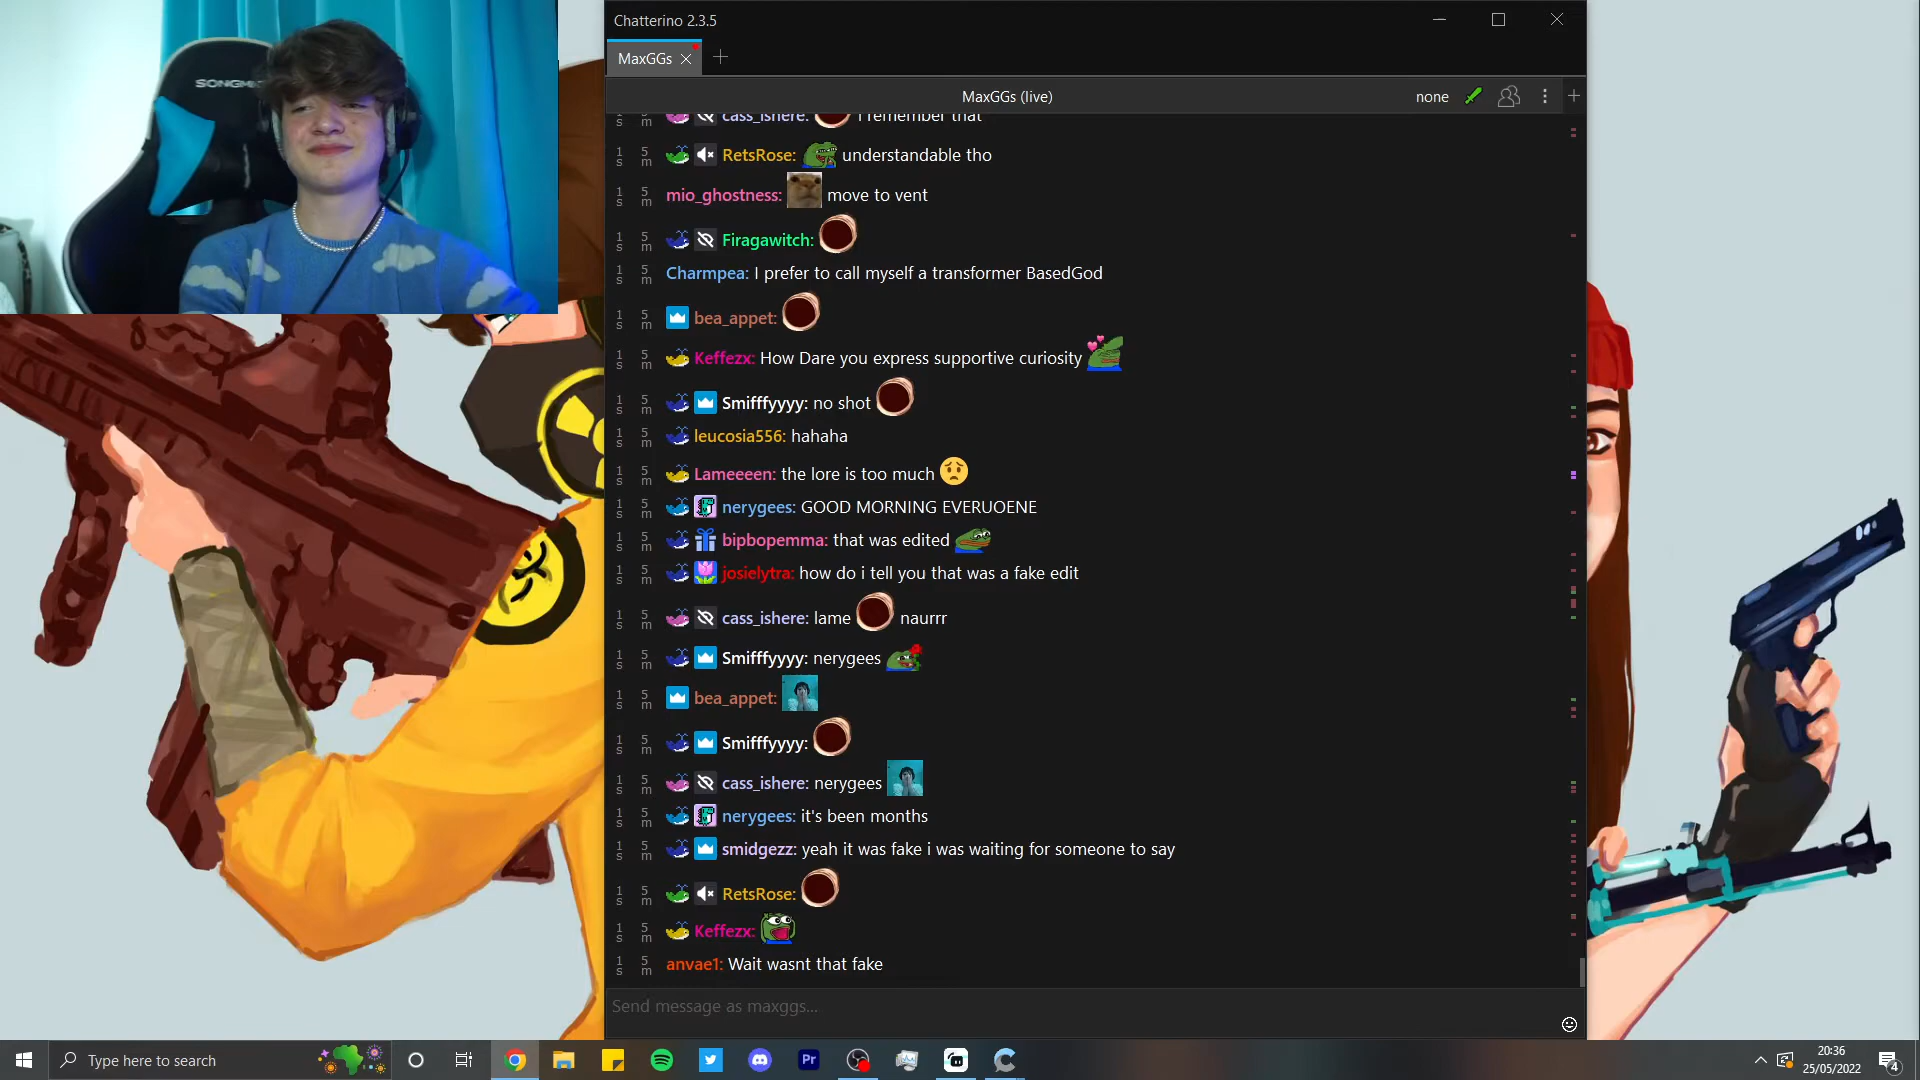 Chatterino 2.3.5
MaxGGs
MaxGGs (live)
none
cass_ishere: I remember that
RetsRose: understandable tho
mio_ghostness: move to vent
Firagawitch:
Charmpea: I prefer to call myself a transformer BasedGod
bea_appet:
Keffezx: How Dare you express supportive curiosity
Smifffyyyy: no shot
leucosia556: hahaha
Lameeeen: the lore is too much
nerygees: GOOD MORNING EVERUOENE
bipbopemma: that was edited
josielytra: how do i tell you that was a fake edit
cass_ishere: lame naurrr
Smifffyyyy: nerygees
bea_appet:
Smifffyyyy:
cass_ishere: nerygees
nerygees: it's been months
smidgezz: yeah it was fake i was waiting for someone to say
RetsRose:
Keffezx:
anvae1: Wait wasnt that fake
Send message as maxggs...
Type here to search
Pr
20:36
25/05/2022
4